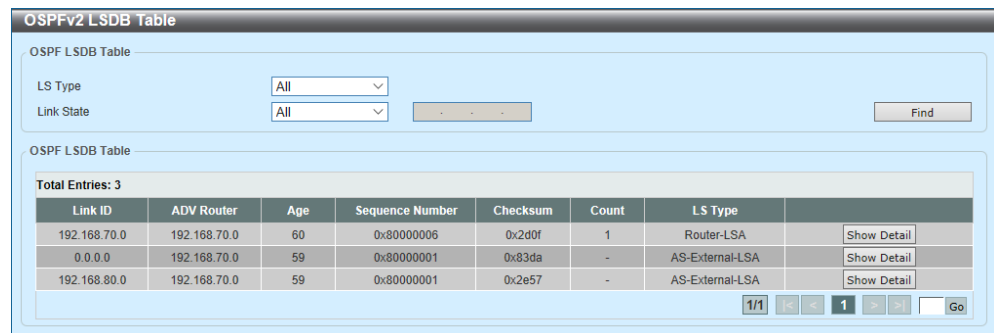 OSPFv2 LSDB Table
OSPF LSDB Table
LS Type All
Link State All . . . Find
OSPF LSDB Table
Total Entries: 3
Link ID ADV Router Age Sequence Number Checksum Count LS Type
192.168.70.0 192.168.70.0 60 0x80000006 0x2d0f 1 Router-LSA Show Detail
0.0.0.0 192.168.70.0 59 0x80000001 0x83da - AS-External-LSA Show Detail
192.168.80.0 192.168.70.0 59 0x80000001 0x2e57 - AS-External-LSA Show Detail
1/1 |< < 1 > >| Go